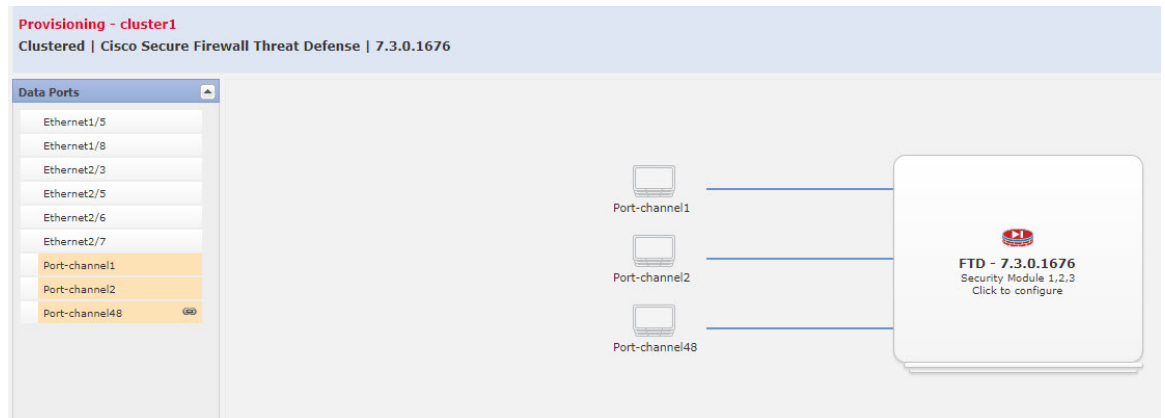 Provisioning - cluster1
Clustered | Cisco Secure Firewall Threat Defense | 7.3.0.1676
Data Ports
Ethernet1/5
Ethernet1/8
Ethernet2/3
Ethernet2/5
Ethernet2/6
Ethernet2/7
Port-channel1
Port-channel2
Port-channel48
Port-channel1
Port-channel2
Port-channel48
FTD - 7.3.0.1676
Security Module 1,2,3
Click to configure